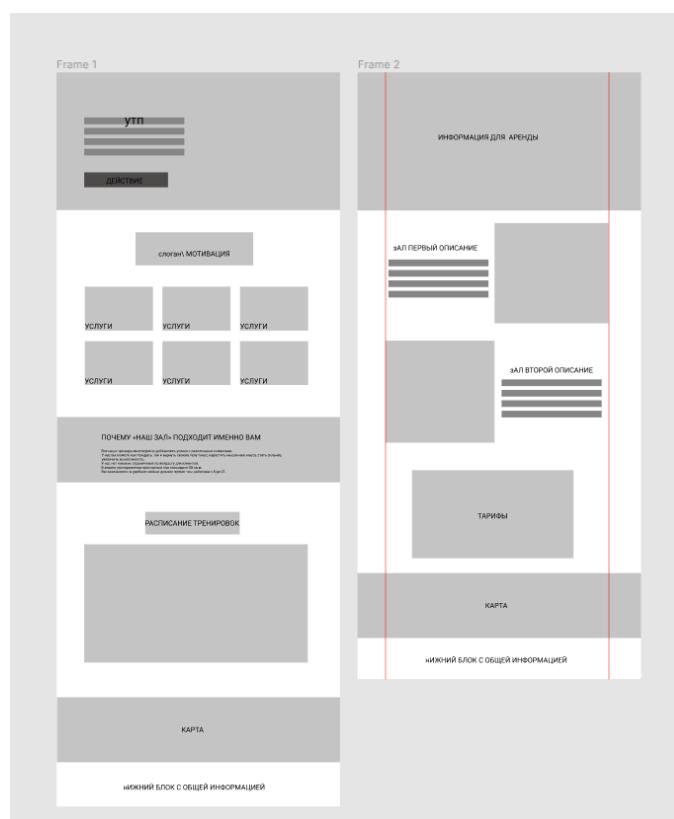 Frame 1
утп
ДЕЙСТВИЕ
слоган\ МОТИВАЦИЯ
УСЛУГИ
УСЛУГИ
УСЛУГИ
УСЛУГИ
УСЛУГИ
УСЛУГИ
ПОЧЕМУ «НАШ ЗАЛ» ПОДХОДИТ ИМЕННО ВАМ
РАСПИСАНИЕ ТРЕНИРОВОК
КАРТА
нИЖНИЙ БЛОК С ОБЩЕЙ ИНФОРМАЦИЕЙ
Frame 2
ИНФОРМАЦИЯ ДЛЯ АРЕНДЫ
зАЛ ПЕРВЫЙ ОПИСАНИЕ
зАЛ ВТОРОЙ ОПИСАНИЕ
ТАРИФЫ
КАРТА
нИЖНИЙ БЛОК С ОБЩЕЙ ИНФОРМАЦИЕЙ